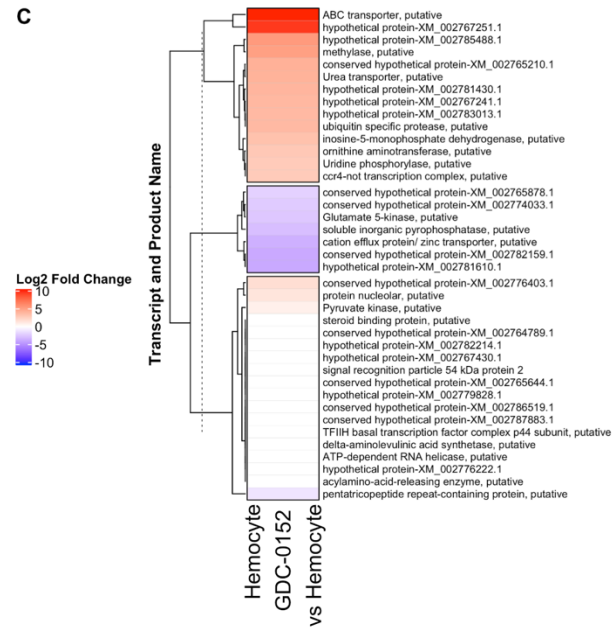 C
ABC transporter, putative
hypothetical protein-XM_002767251.1
hypothetical protein-XM_002785488.1
methylase, putative
conserved hypothetical protein-XM_002765210.1
Urea transporter, putative
hypothetical protein-XM_002781430.1
hypothetical protein-XM_002767241.1
hypothetical protein-XM_002783013.1
ubiquitin specific protease, putative
inosine-5-monophosphate dehydrogenase, putative
ornithine aminotransferase, putative
Uridine phosphorylase, putative
ccr4-not transcription complex, putative
conserved hypothetical protein-XM_002765878.1
conserved hypothetical protein-XM_002774033.1
Glutamate 5-kinase, putative
soluble inorganic pyrophosphatase, putative
cation efflux protein/ zinc transporter, putative
conserved hypothetical protein-XM_002782159.1
hypothetical protein-XM_002781610.1
conserved hypothetical protein-XM_002776403.1
protein nucleolar, putative
Pyruvate kinase, putative
steroid binding protein, putative
conserved hypothetical protein-XM_002764789.1
hypothetical protein-XM_002782214.1
hypothetical protein-XM_002767430.1
signal recognition particle 54 kDa protein 2
conserved hypothetical protein-XM_002765644.1
hypothetical protein-XM_002779828.1
conserved hypothetical protein-XM_002786519.1
conserved hypothetical protein-XM_002787883.1
TFIIH basal transcription factor complex p44 subunit, putative
delta-aminolevulinic acid synthetase, putative
ATP-dependent RNA helicase, putative
hypothetical protein-XM_002776222.1
acylamino-acid-releasing enzyme, putative
pentatricopeptide repeat-containing protein, putative
Transcript and Product Name
Log2 Fold Change
10
5
0
-5
-10
Hemocyte
GDC-0152
vs Hemocyte